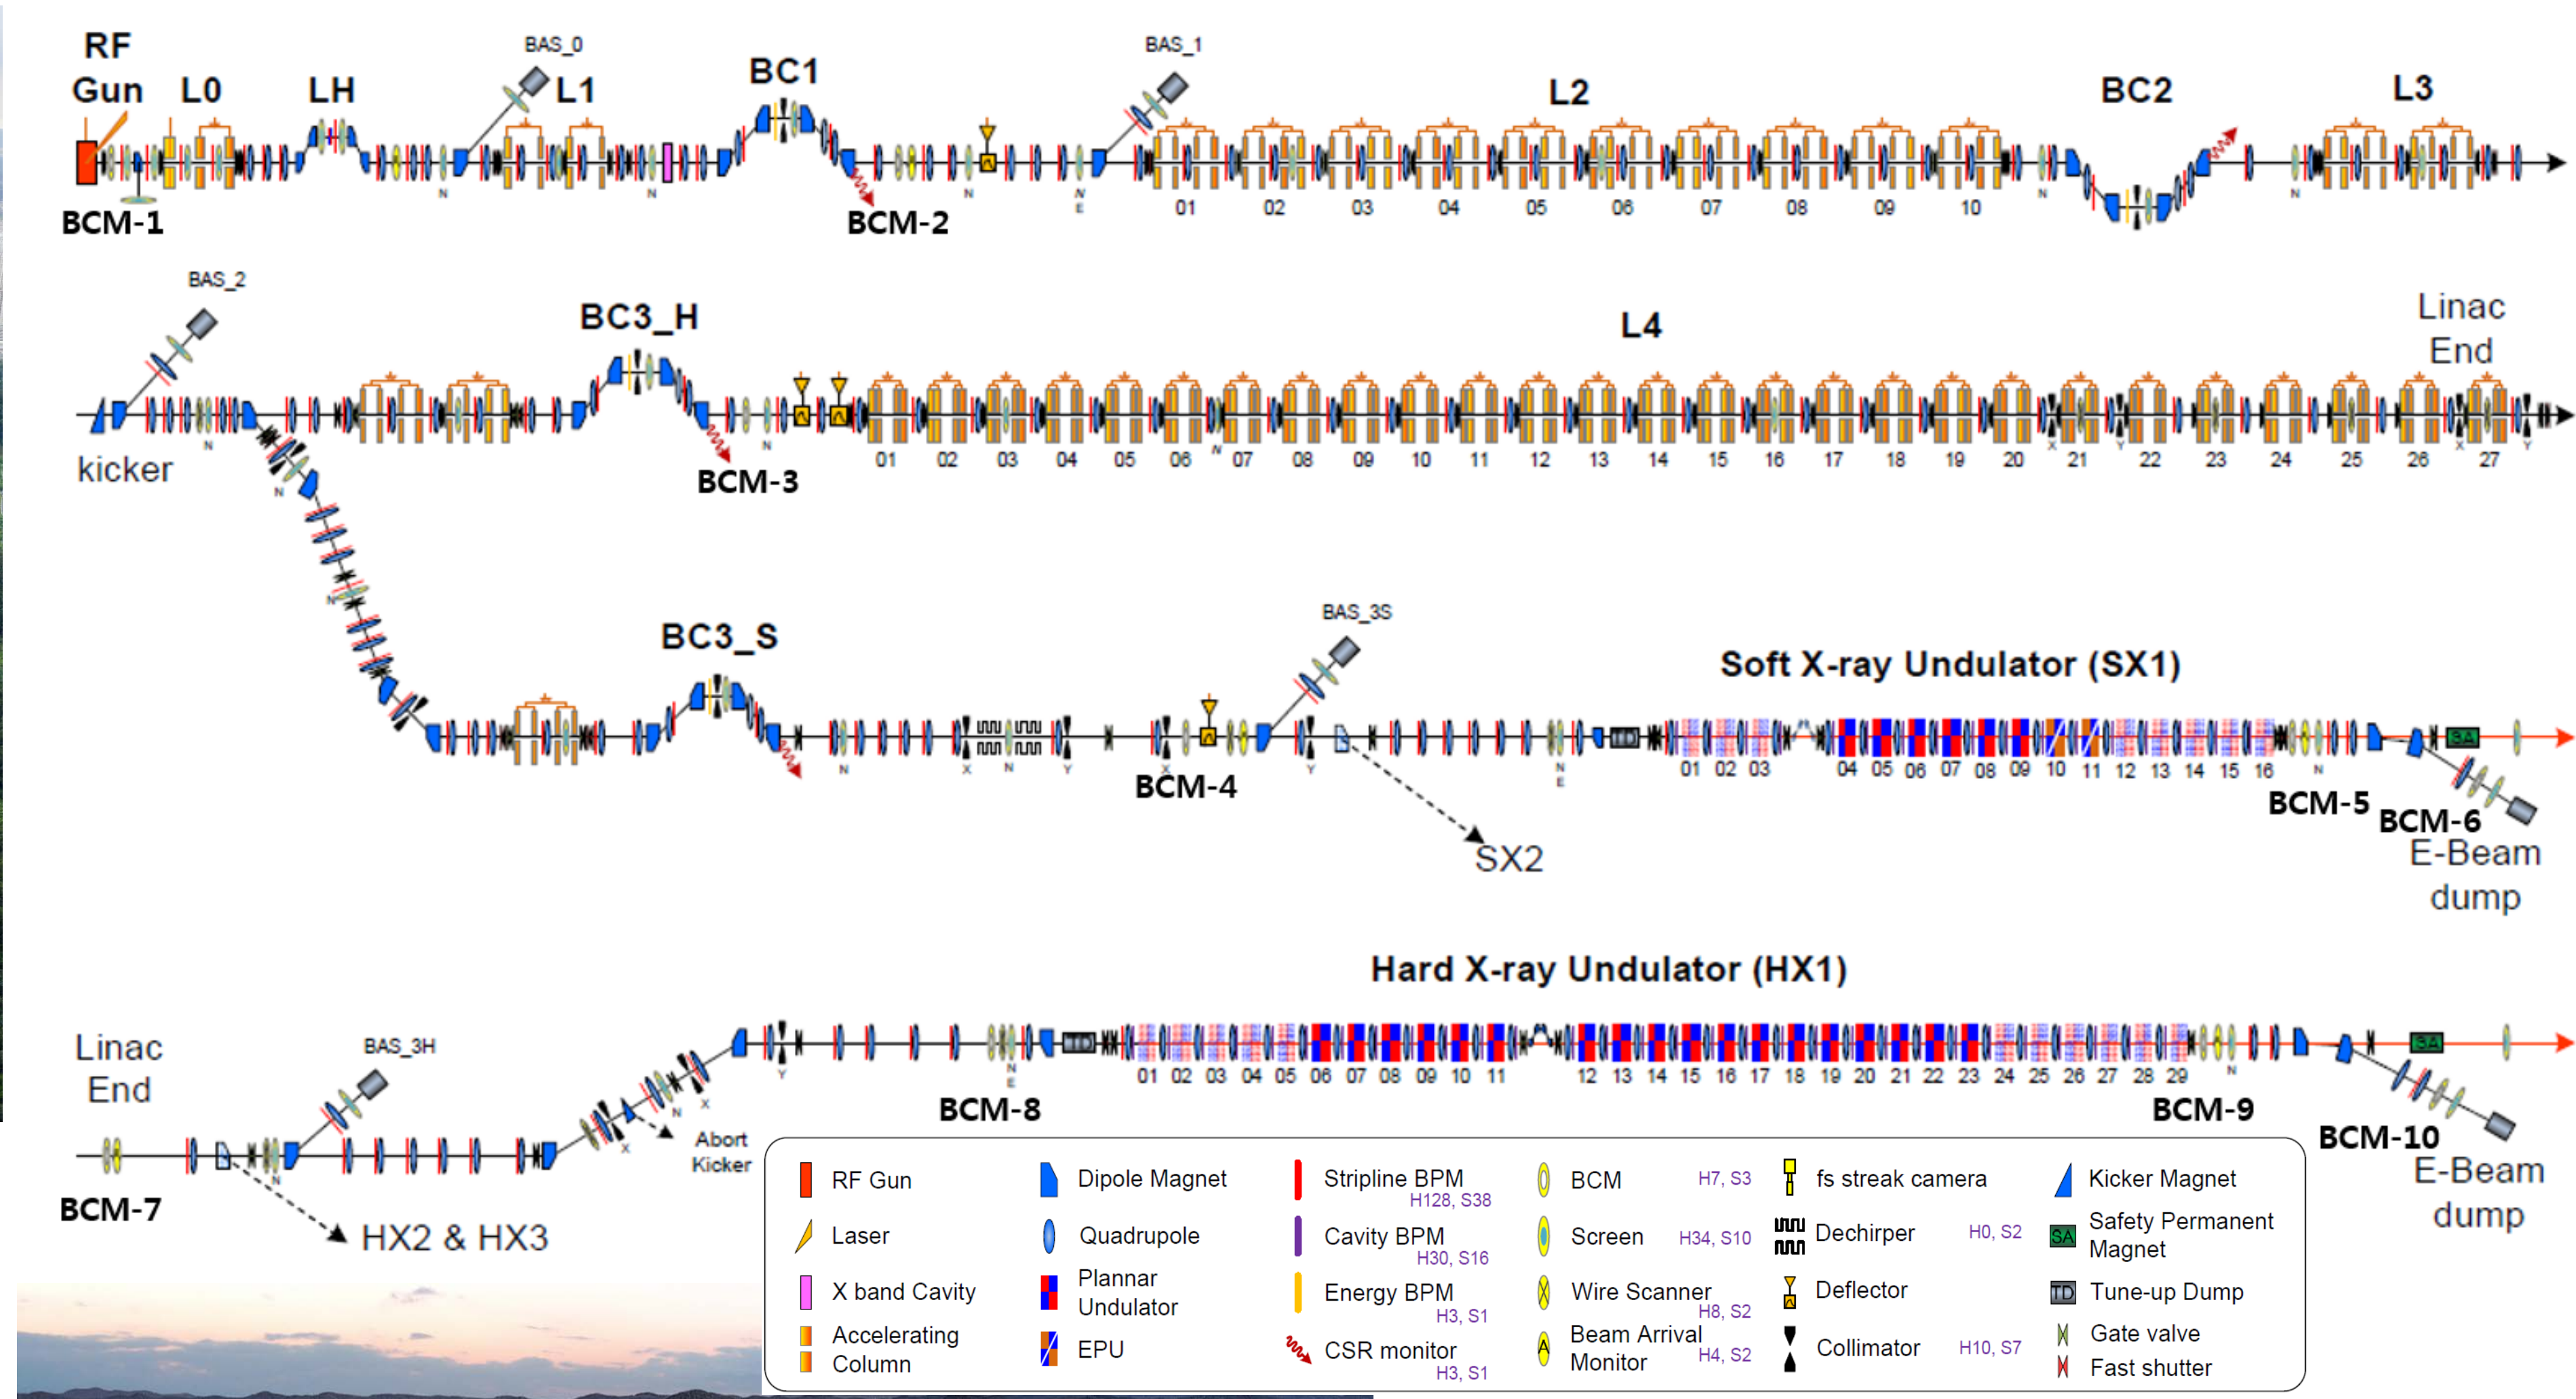 RF
Gun
L0
LH
BAS_0
L1
BC1
BAS_1
L2
BC2
L3
N
N
N
N
E
N
N
BCM-1
BCM-2
01 02 03 04 05 06 07 08 09 10
BAS_2
BC3_H
L4
Linac
End
kicker
N
N
N
BCM-3
01 02 03 04 05 06 N 07 08 09 10 11 12 13 14 15 16 17 18 19 20 X 21 Y 22 23 24 25 26 X 27 Y
N
N
BC3_S
BAS_3S
Soft X-ray Undulator (SX1)
N
X
N
Y
X
Y
N
E
TD
01 02 03 04 05 06 07 08 09 10 11 12 13 14 15 16
N
SA
BCM-4
BCM-5
BCM-6
SX2
E-Beam
dump
Hard X-ray Undulator (HX1)
Linac
End
BAS_3H
N
X
N
X
Y
N
E
TD
01 02 03 04 05 06 07 08 09 10 11 12 13 14 15 16 17 18 19 20 21 22 23 24 25 26 27 28 29
N
SA
Abort
Kicker
BCM-7
BCM-8
BCM-9
BCM-10
HX2 & HX3
E-Beam
dump
RF Gun
Laser
X band Cavity
Accelerating
Column
Dipole Magnet
Quadrupole
Plannar
Undulator
EPU
Stripline BPM
H128, S38
Cavity BPM
H30, S16
Energy BPM
H3, S1
CSR monitor
H3, S1
BCM H7, S3
Screen H34, S10
Wire Scanner
H8, S2
A
Beam Arrival
Monitor H4, S2
fs streak camera
Dechirper H0, S2
Deflector
Collimator H10, S7
Kicker Magnet
SA
Safety Permanent
Magnet
TD
Tune-up Dump
Gate valve
Fast shutter